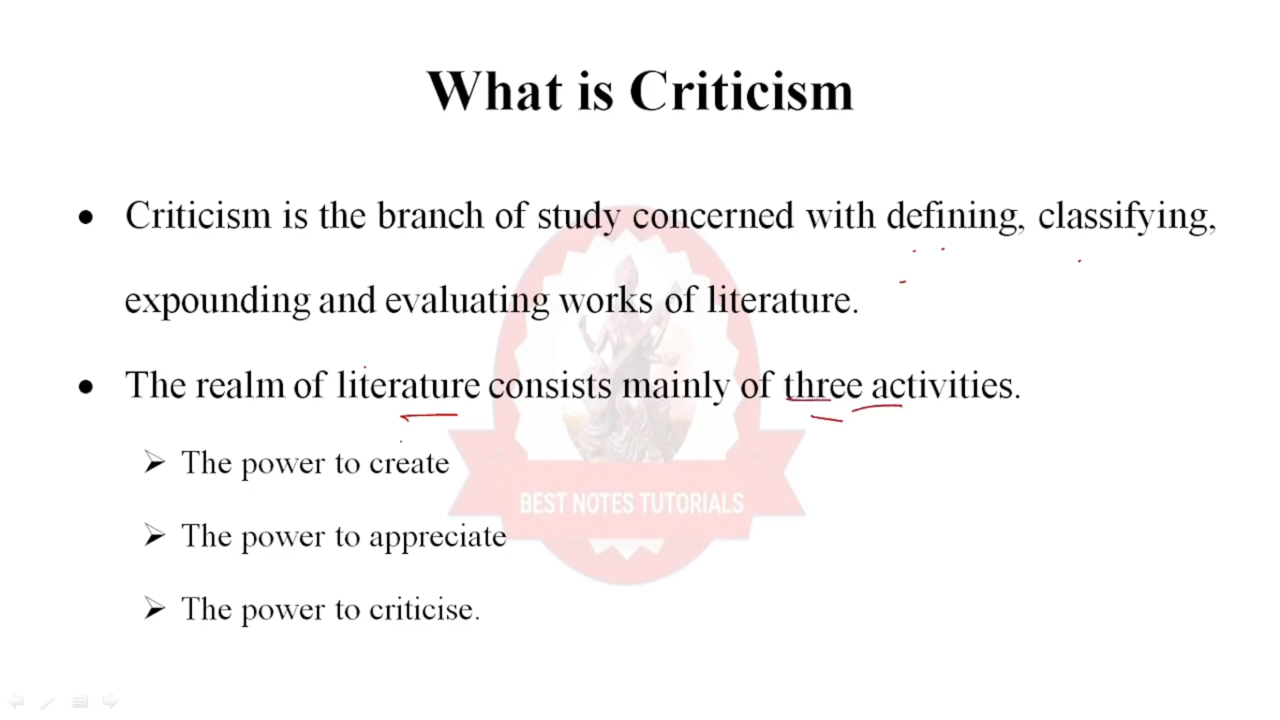 What is Criticism
• Criticism is the branch of study concerned with defining, classifying,
expounding and evaluating works of literature.
• The realm of literature consists mainly of three activities.
➢ The power to create
BEST NOTES TUTORIALS
➢ The power to appreciate
➢ The power to criticise.